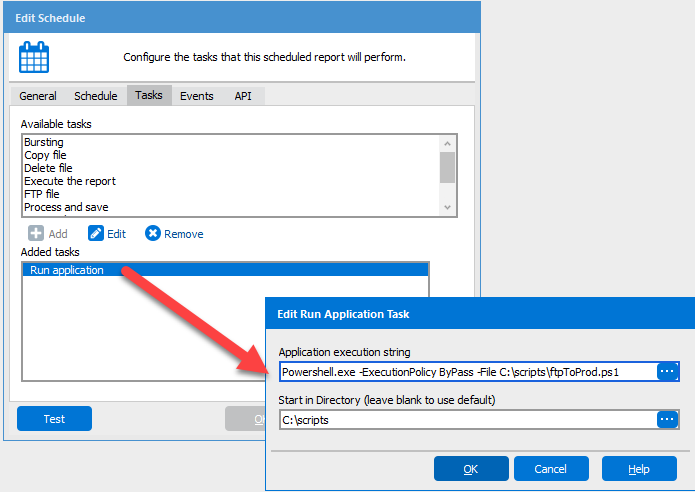 Edit Schedule
Configure the tasks that this scheduled report will perform.
General Schedule Tasks Events API
Available tasks
Bursting
Copy file
Delete file
Execute the report
FTP file
Process and save
Add Edit Remove
Added tasks
Run application
Test
Edit Run Application Task
Application execution string
Powershell.exe -ExecutionPolicy ByPass -File C:\scripts\ftpToProd.ps1
Start in Directory (leave blank to use default)
C:\scripts
OK Cancel Help